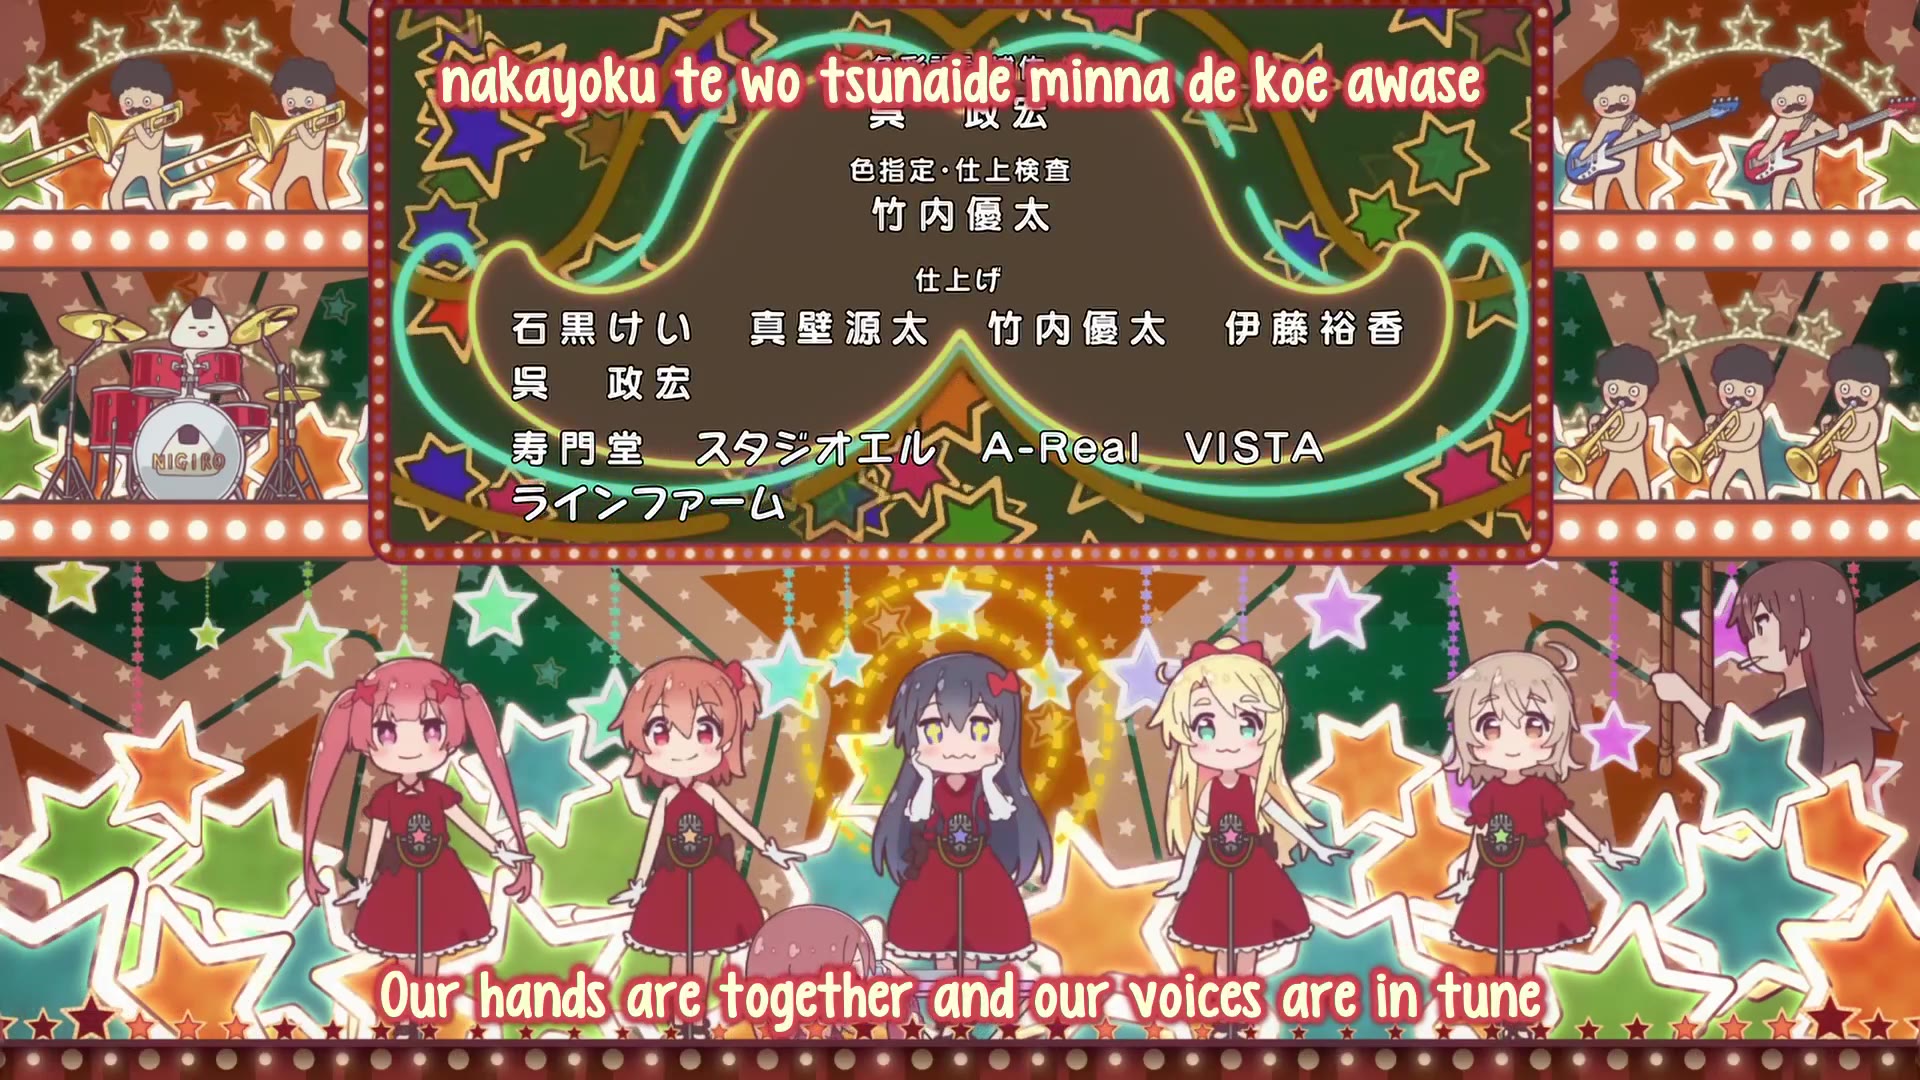 nakayoku te wo tsunaide minna de koe awase
呉　政宏
色指定・仕上検査
竹内優太
仕上げ
石黒けい　真壁源太　竹内優太　伊藤裕香
呉　政宏
寿門堂　スタジオエル　A-Real　VISTA
ラインファーム
NIGIRO
Our hands are together and our voices are in tune